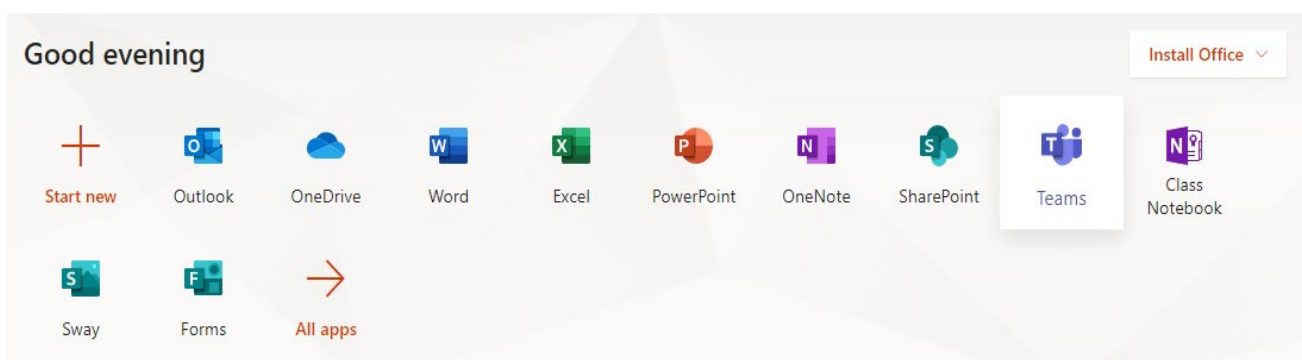 Good evening
Install Office
Start new
Outlook
OneDrive
Word
Excel
PowerPoint
OneNote
SharePoint
Teams
Class
Notebook
Sway
Forms
All apps